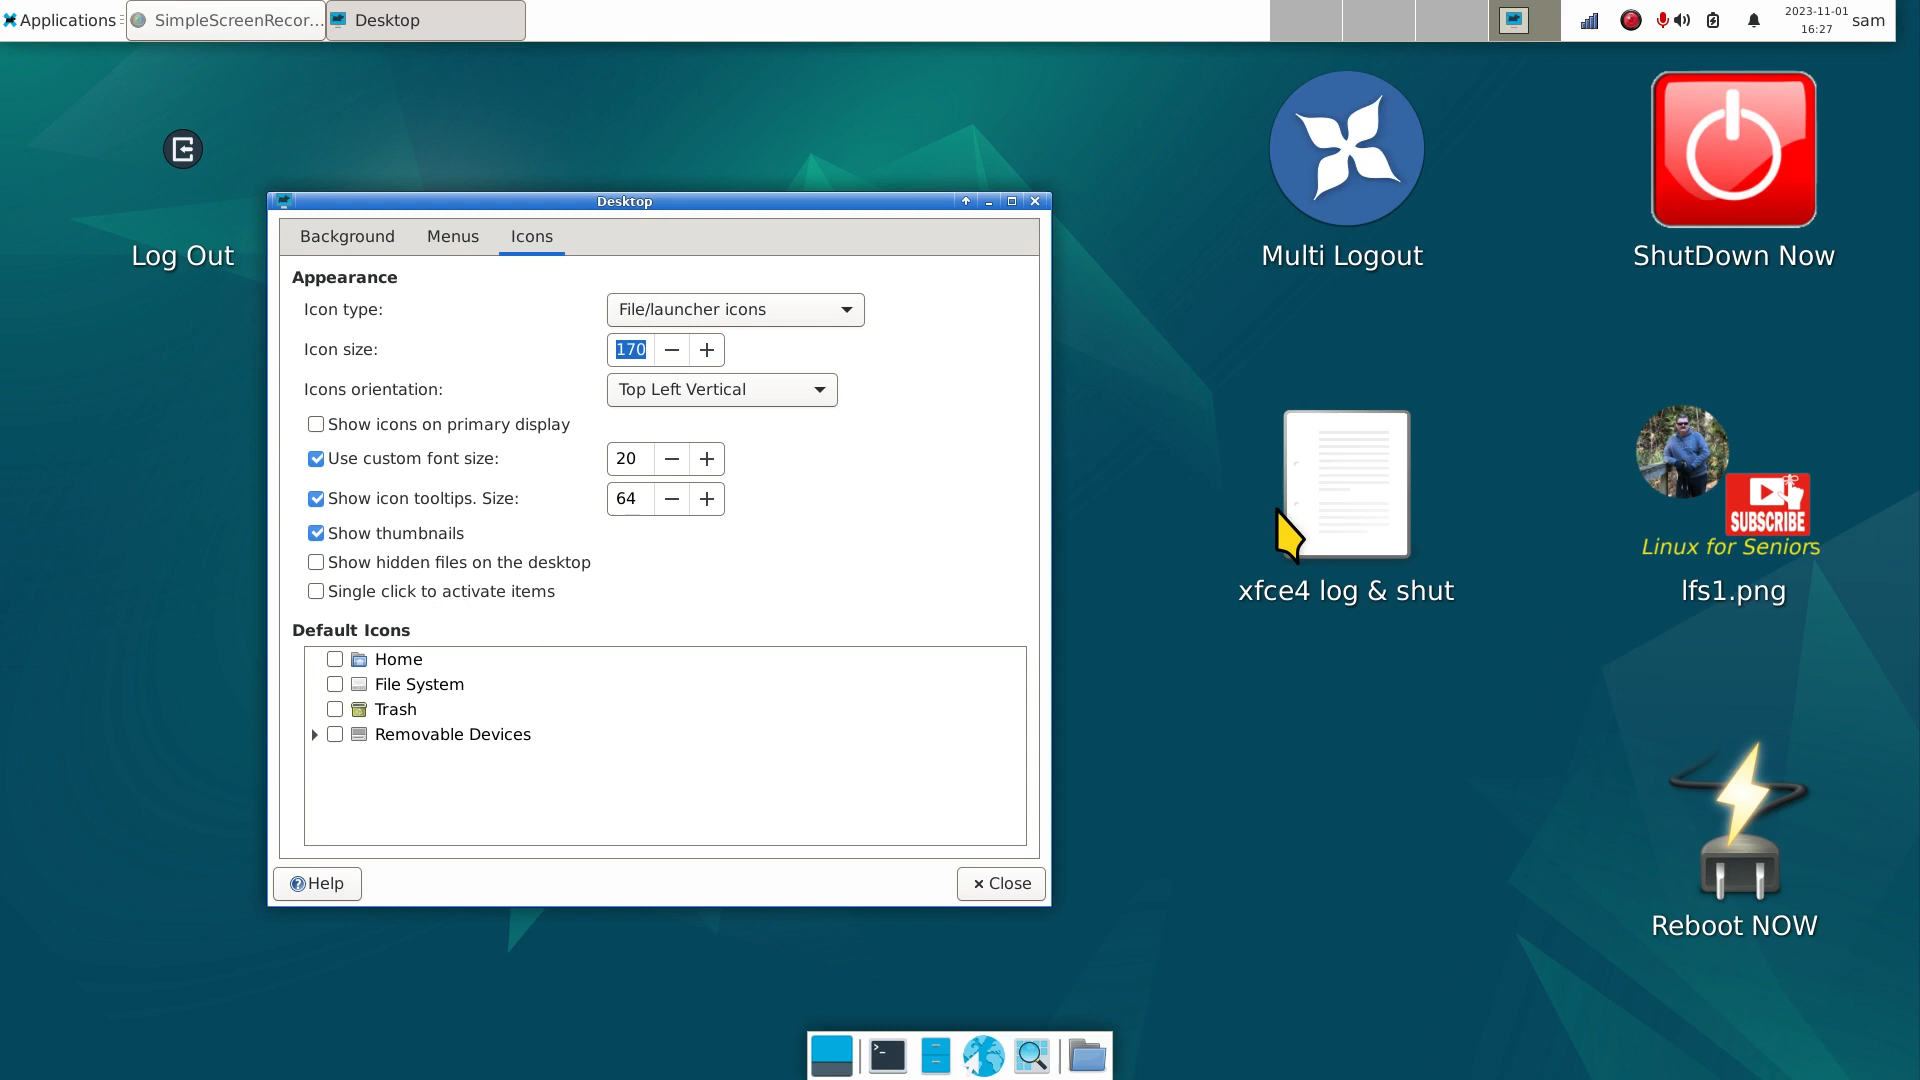 Applications
SimpleScreenRecor...
Desktop
2023-11-01
16:27
sam
Log Out
Multi Logout
ShutDown Now
Desktop
Background
Menus
Icons
Appearance
Icon type:
File/launcher icons
Icon size:
170
Icons orientation:
Top Left Vertical
Show icons on primary display
Use custom font size:
20
Show icon tooltips. Size:
64
Show thumbnails
Show hidden files on the desktop
Single click to activate items
Default Icons
Home
File System
Trash
Removable Devices
Help
Close
xfce4 log & shut
SUBSCRIBE
Linux for Seniors
lfs1.png
Reboot NOW